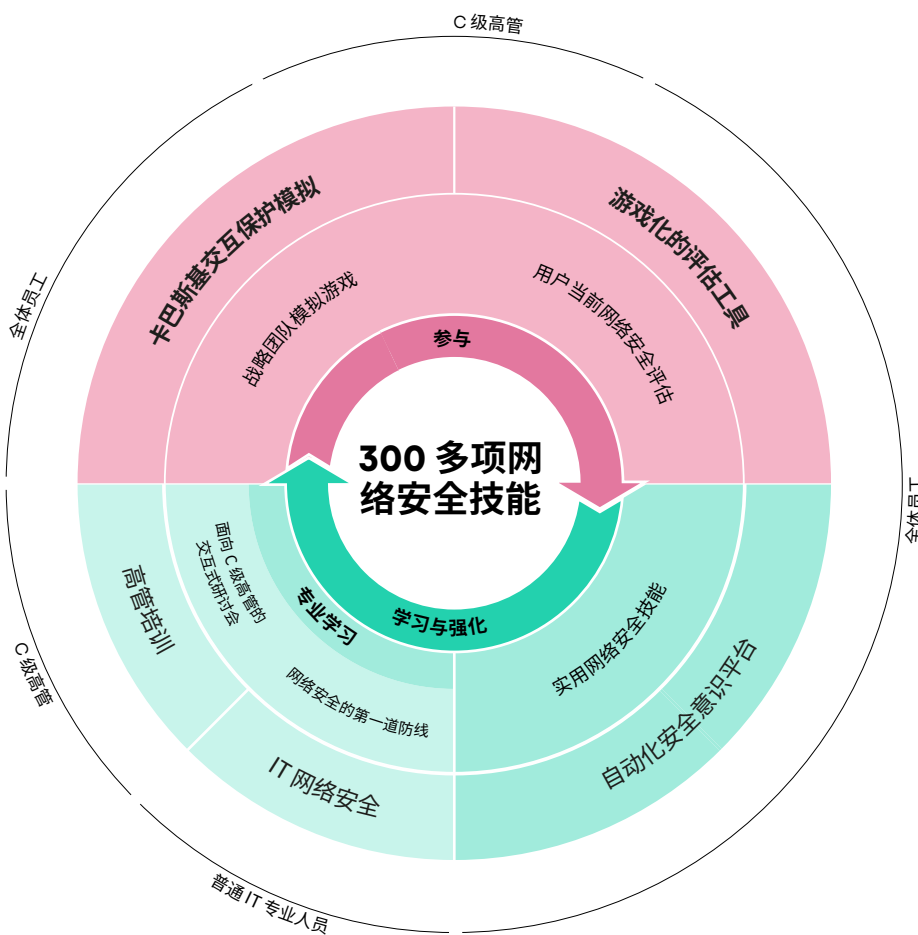 C 级高管
全体员工
卡巴斯基交互保护模拟
游戏化的评估工具
战略团队模拟游戏
用户当前网络安全评估
参与
300 多项网
络安全技能
全体员工
面向 C 级高管的
交互式研讨会
高管培训
专业学习
学习与强化
实用网络安全技能
自动化安全意识平台
网络安全的第一道防线
IT 网络安全
C 级高管
普通 IT 专业人员